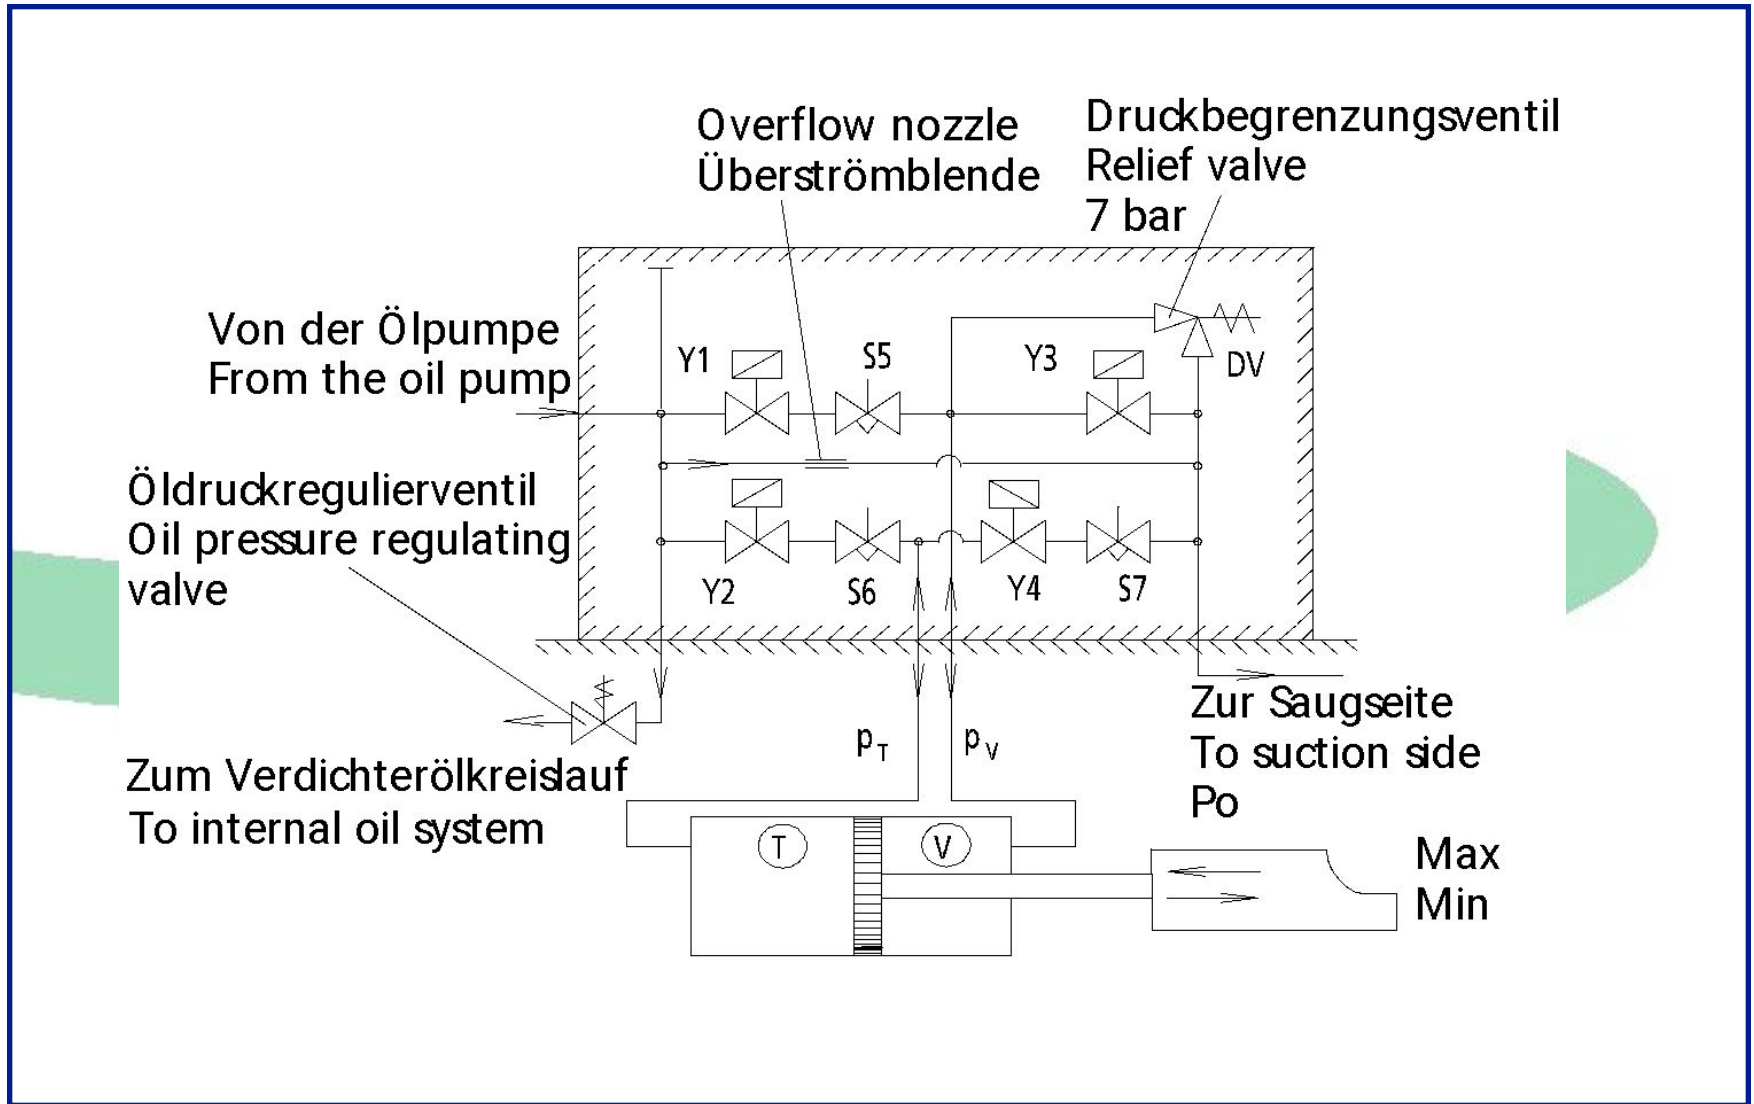 Overflow nozzle
Überströmblende
Druckbegrenzungsventil
Relief valve
7 bar
Von der Ölpumpe
From the oil pump
Y1
S5
Y3
DV
Öldruckregulierventil
Oil pressure regulating
valve
Y2
S6
Y4
S7
Zum Verdichterölkreislauf
To internal oil system
pT
pV
Zur Saugseite
To suction side
Po
T
V
Max
Min